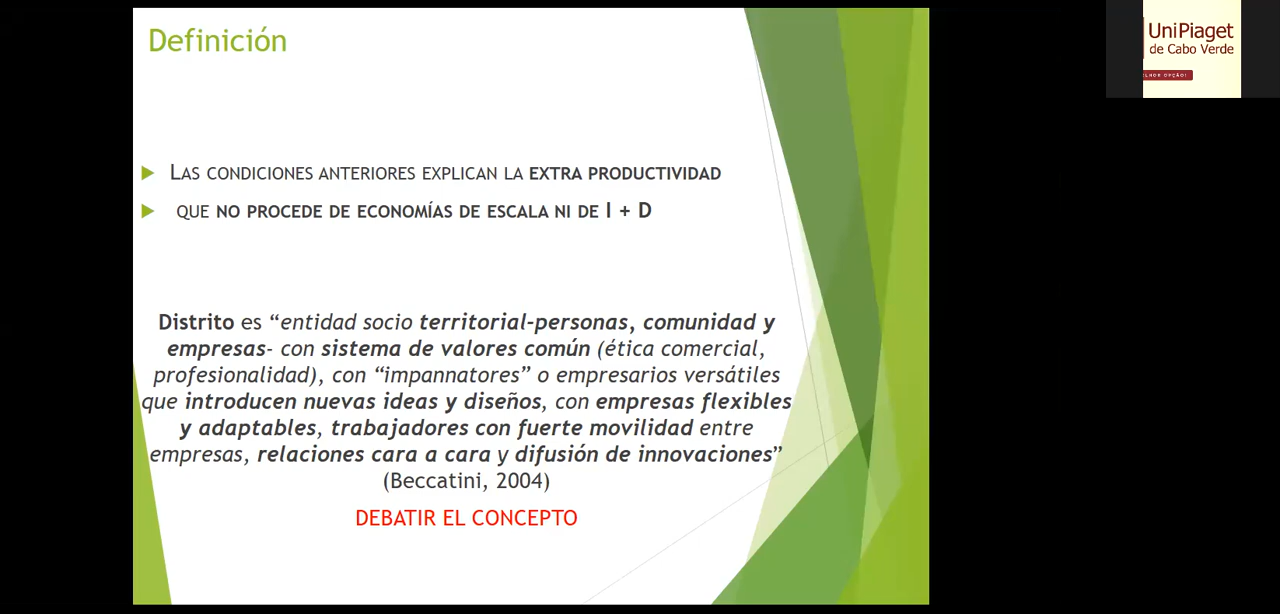 Definición
LAS CONDICIONES ANTERIORES EXPLICAN LA EXTRA PRODUCTIVIDAD
QUE NO PROCEDE DE ECONOMÍAS DE ESCALA NI DE I + D
Distrito es “entidad socio territorial-personas, comunidad y
empresas- con sistema de valores común (ética comercial,
profesionalidad), con “impannatores” o empresarios versátiles
que introducen nuevas ideas y diseños, con empresas flexibles
y adaptables, trabajadores con fuerte movilidad entre
empresas, relaciones cara a cara y difusión de innovaciones”
(Beccatini, 2004)
DEBATIR EL CONCEPTO
UniPiaget
de Cabo Verde
LHOR OPÇÃO!